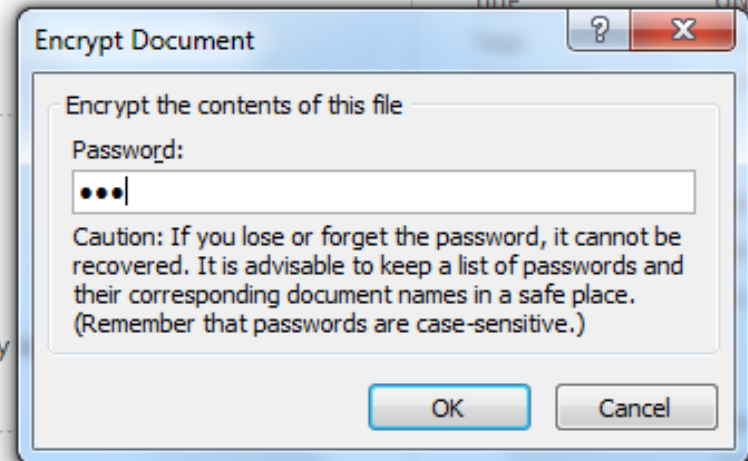 Encrypt Document
?
X
Encrypt the contents of this file
Password:
•••
Caution: If you lose or forget the password, it cannot be
recovered. It is advisable to keep a list of passwords and
their corresponding document names in a safe place.
(Remember that passwords are case-sensitive.)
y
OK Cancel